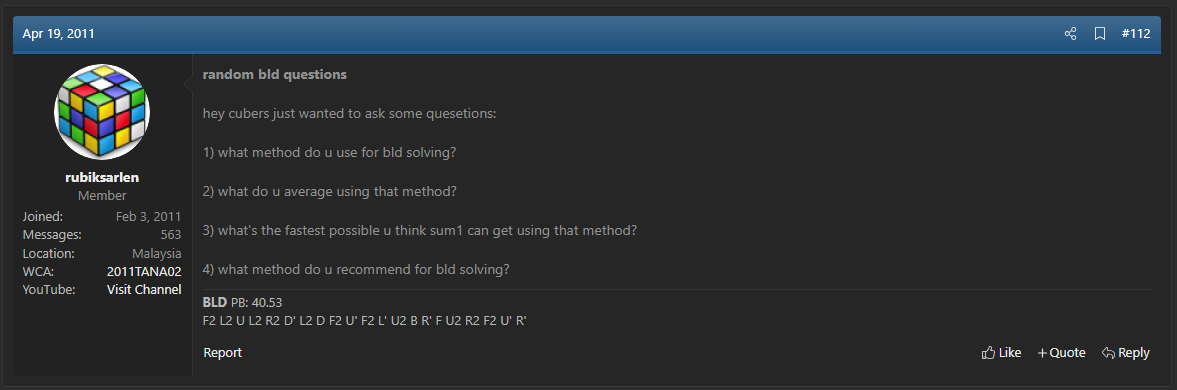 Apr 19, 2011
#112
rubiksarlen
Member
Joined: Feb 3, 2011
Messages: 563
Location: Malaysia
WCA: 2011TANA02
YouTube: Visit Channel
random bld questions
hey cubers just wanted to ask some quesetions:
1) what method do u use for bld solving?
2) what do u average using that method?
3) what's the fastest possible u think sum1 can get using that method?
4) what method do u recommend for bld solving?
BLD PB: 40.53
F2 L2 U L2 R2 D' L2 D F2 U' F2 L' U2 B R' F U2 R2 F2 U' R'
Report
Like
+Quote
Reply